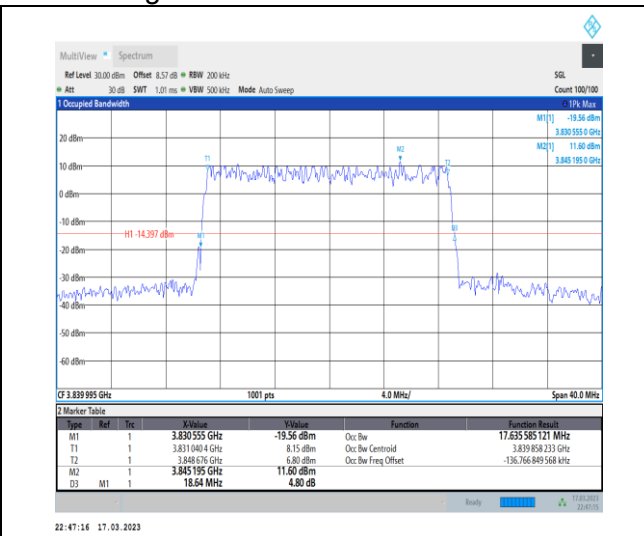 MultiView Spectrum
Ref Level 30.00 dBm Offset 8.57 dB RBW 200 kHz SGL
Att 30 dB SWT 1.01 ms VBW 500 kHz Mode Auto Sweep Count 100/100
1 Occupied Bandwidth 1Pk Max
M1[1] -19.56 dBm
3.830 555 0 GHz
M2[1] 11.60 dBm
3.845 195 0 GHz
20 dBm
M2
T1
T2
10 dBm
0 dBm
-10 dBm
H1 -14.397 dBm
M1
-20 dBm
-30 dBm
-40 dBm
-50 dBm
-60 dBm
CF 3.839 995 GHz 1001 pts 4.0 MHz/ Span 40.0 MHz
2 Marker Table
Type Ref Trc X-Value Y-Value Function Function Result
M1 1 3.830 555 GHz -19.56 dBm Occ Bw 17.635 585 121 MHz
T1 1 3.831 040 4 GHz 8.15 dBm Occ Bw Centroid 3.839 858 233 GHz
T2 1 3.848 676 GHz 6.80 dBm Occ Bw Freq Offset -136.766 849 568 kHz
M2 1 3.845 195 GHz 11.60 dBm
D3 M1 1 18.64 MHz 4.80 dB
Ready 17.03.2023
22:47:15
22:47:16 17.03.2023